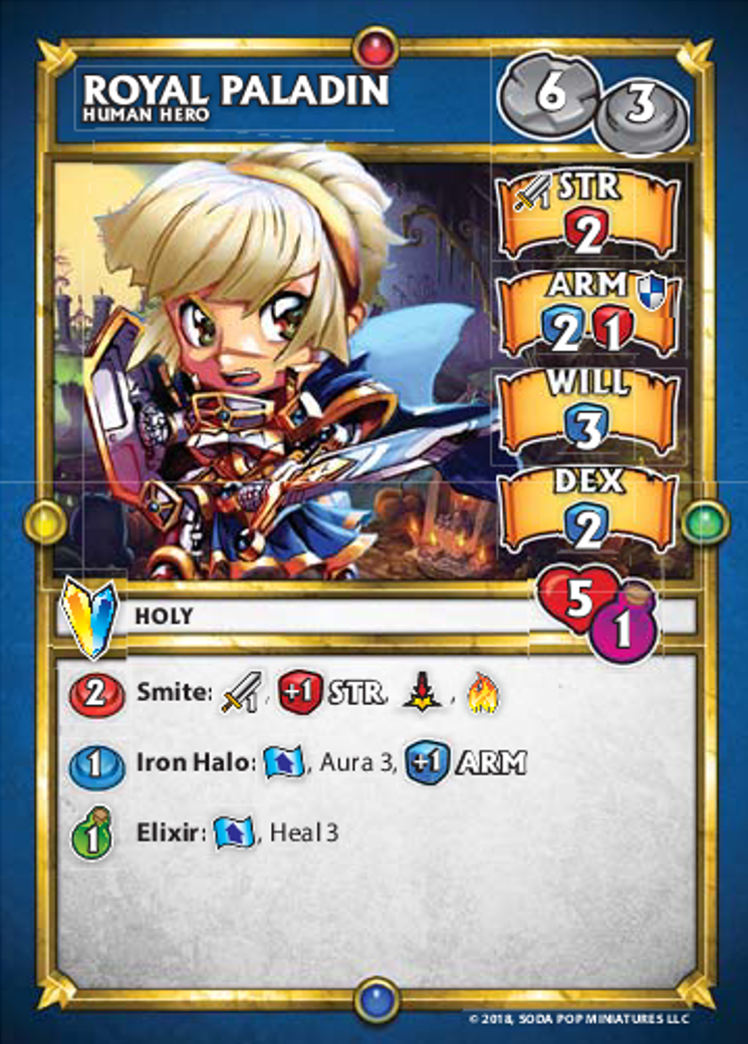 ROYAL PALADIN
HUMAN HERO
6 3
1 STR
2
ARM
2 1
WILL
3
DEX
2
5
1
HOLY
2 Smite: 1, +1 STR, ,
1 Iron Halo: , Aura 3, +1 ARM
1 Elixir: , Heal 3
© 2018, SODA POP MINIATURES LLC